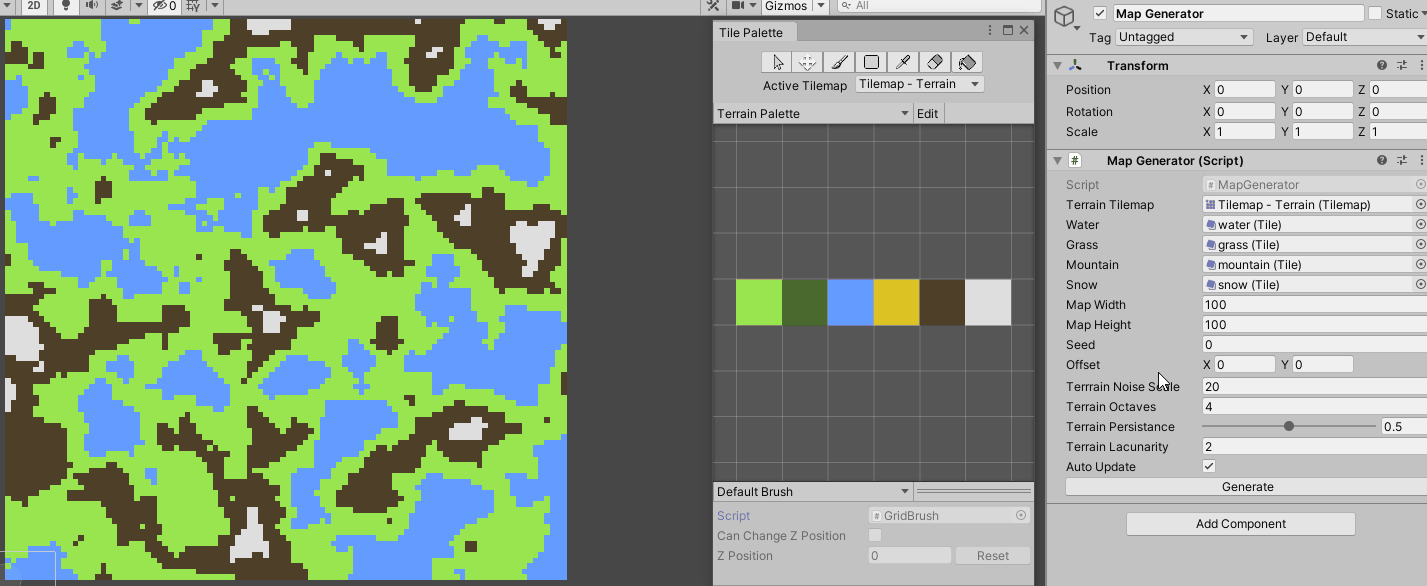 2D 0 Gizmos All
Tile Palette
Active Tilemap Tilemap - Terrain
Terrain Palette Edit
Default Brush
Script # GridBrush
Can Change Z Position
Z Position 0 Reset
Map Generator Static
Tag Untagged Layer Default
Transform
Position X 0 Y 0 Z 0
Rotation X 0 Y 0 Z 0
Scale X 1 Y 1 Z 1
# Map Generator (Script)
Script # MapGenerator
Terrain Tilemap Tilemap - Terrain (Tilemap)
Water water (Tile)
Grass grass (Tile)
Mountain mountain (Tile)
Snow snow (Tile)
Map Width 100
Map Height 100
Seed 0
Offset X 0 Y 0
Terrrain Noise Scale 20
Terrain Octaves 4
Terrain Persistance 0.5
Terrain Lacunarity 2
Auto Update
Generate
Add Component